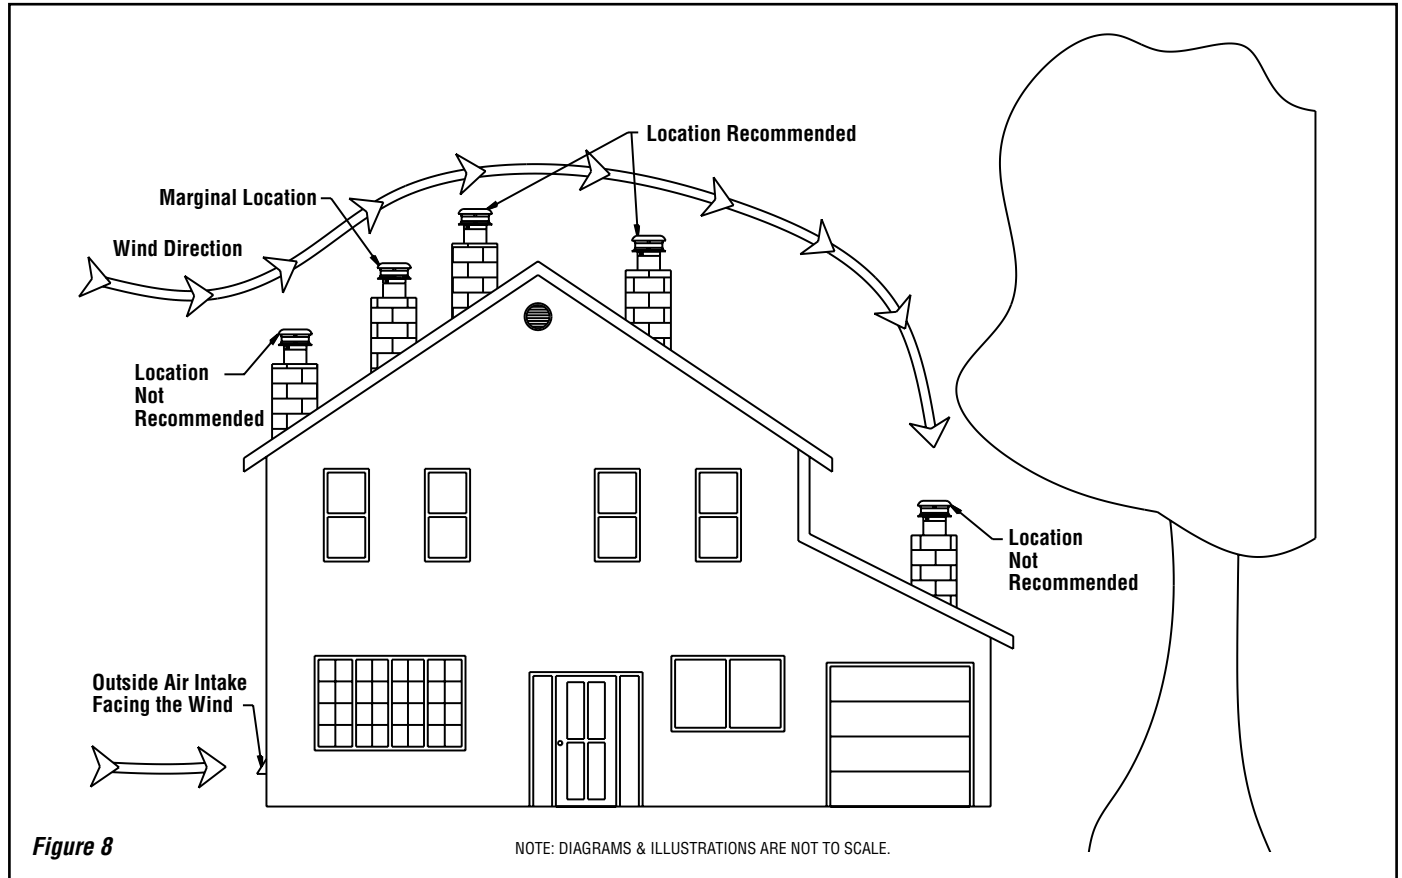 Location Recommended
Marginal Location
Wind Direction
Location
Not
Recommended
Location
Not
Recommended
Outside Air Intake
Facing the Wind
Figure 8
NOTE: DIAGRAMS & ILLUSTRATIONS ARE NOT TO SCALE.